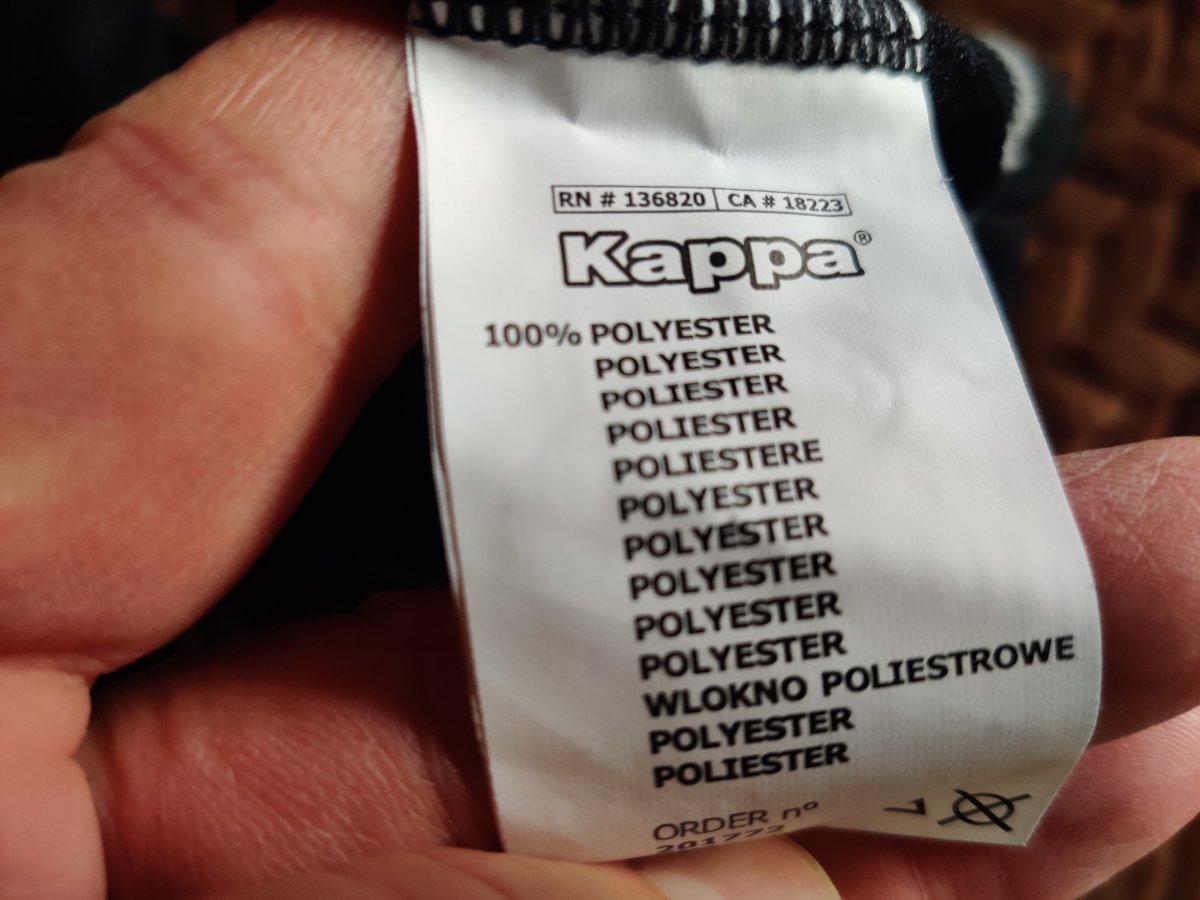 RN # 136820 CA # 18223
Kappa®
100% POLYESTER
POLYESTER
POLIESTER
POLIESTER
POLIESTERE
POLYESTER
POLYESTER
POLYESTER
POLYESTER
POLYESTER
WLOKNO POLIESTROWE
POLYESTER
POLIESTER
ORDER nº
201772